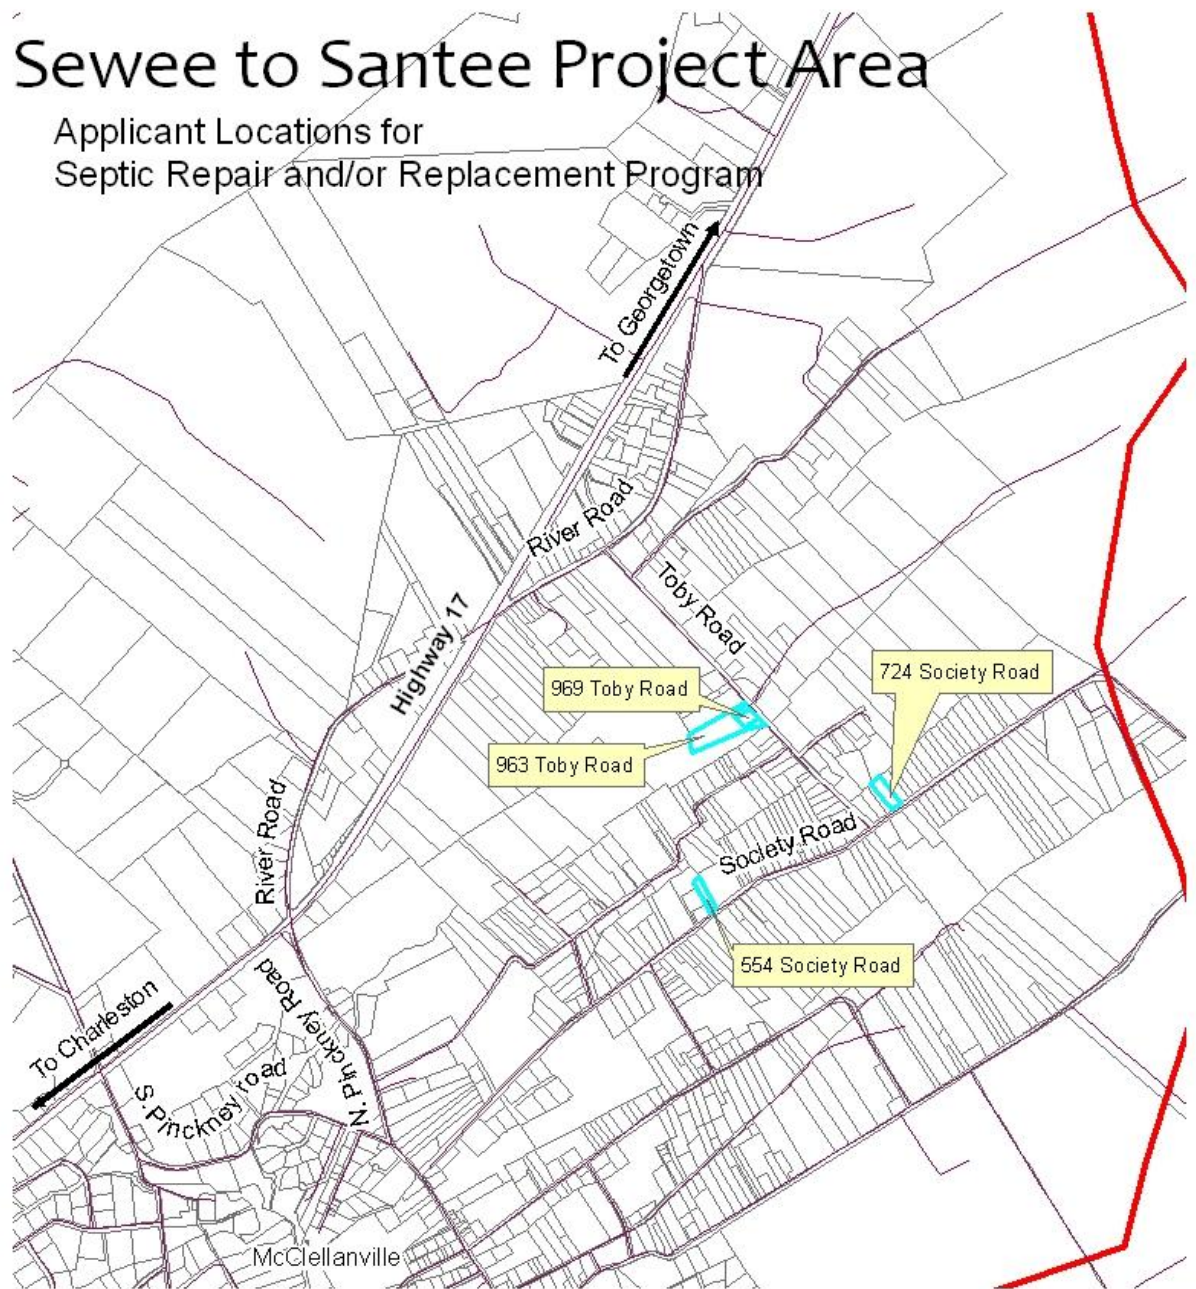 Sewee to Santee Project Area
Applicant Locations for
Septic Repair and/or Replacement Program
To Georgetown
River Road
Toby Road
Highway 17
969 Toby Road
724 Society Road
963 Toby Road
River Road
Society Road
554 Society Road
To Charleston
N. Pinckney Road
S. Pinckney road
McClellanville